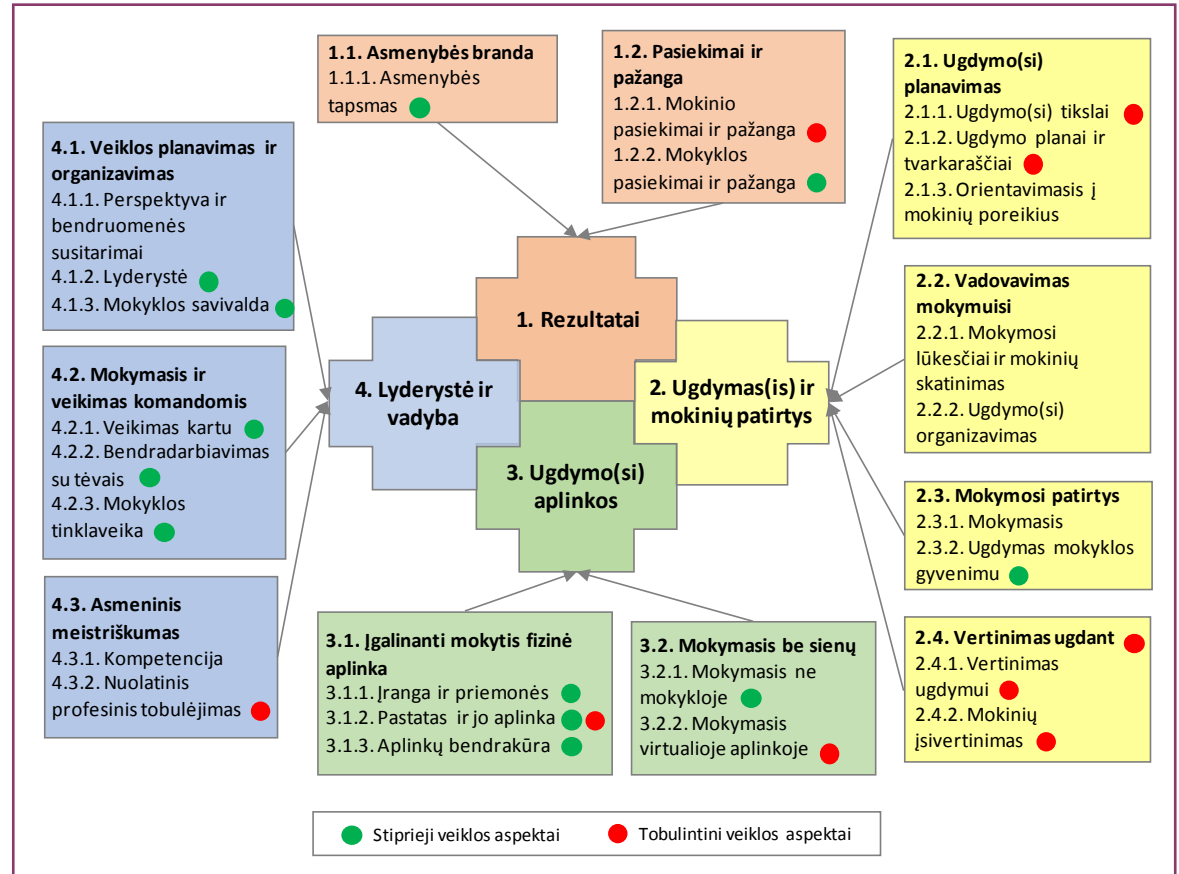 1.1. Asmenybės branda
1.1.1. Asmenybės
tapsmas
1.2. Pasiekimai ir
pažanga
1.2.1. Mokinio
pasiekimai ir pažanga
1.2.2. Mokyklos
pasiekimai ir pažanga
2.1. Ugdymo(si)
planavimas
2.1.1. Ugdymo(si) tikslai
2.1.2. Ugdymo planai ir
tvarkaraščiai
2.1.3. Orientavimasis į
mokinių poreikius
4.1. Veiklos planavimas ir
organizavimas
4.1.1. Perspektyva ir
bendruomenės
susitarimai
4.1.2. Lyderystė
4.1.3. Mokyklos savivalda
2.2. Vadovavimas
mokymuisi
2.2.1. Mokymosi
lūkesčiai ir mokinių
skatinimas
2.2.2. Ugdymo(si)
organizavimas
1. Rezultatai
4. Lyderystė ir
vadyba
2. Ugdymas(is) ir
mokinių patirtys
3. Ugdymo(si)
aplinkos
4.2. Mokymasis ir
veikimas komandomis
4.2.1. Veikimas kartu
4.2.2. Bendradarbiavimas
su tėvais
4.2.3. Mokyklos
tinklaveika
2.3. Mokymosi patirtys
2.3.1. Mokymasis
2.3.2. Ugdymas mokyklos
gyvenimu
4.3. Asmeninis
meistriškumas
4.3.1. Kompetencija
4.3.2. Nuolatinis
profesinis tobulėjimas
3.1. Įgalinanti mokytis fizinė
aplinka
3.1.1. Įranga ir priemonės
3.1.2. Pastatas ir jo aplinka
3.1.3. Aplinkų bendrakūra
3.2. Mokymasis be sienų
3.2.1. Mokymasis ne
mokykloje
3.2.2. Mokymasis
virtualioje aplinkoje
2.4. Vertinimas ugdant
2.4.1. Vertinimas
ugdymui
2.4.2. Mokinių
įsivertinimas
Stiprieji veiklos aspektai
Tobulintini veiklos aspektai